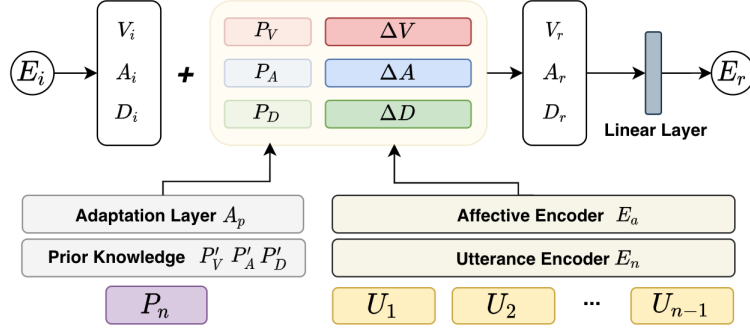 E_i
V_i
A_i
D_i
+
P_V ΔV
P_A ΔA
P_D ΔD
V_r
A_r
D_r
Linear Layer
E_r
Adaptation Layer A_p
Prior Knowledge P'_V P'_A P'_D
P_n
Affective Encoder E_a
Utterance Encoder E_n
U_1 U_2 ... U_{n-1}